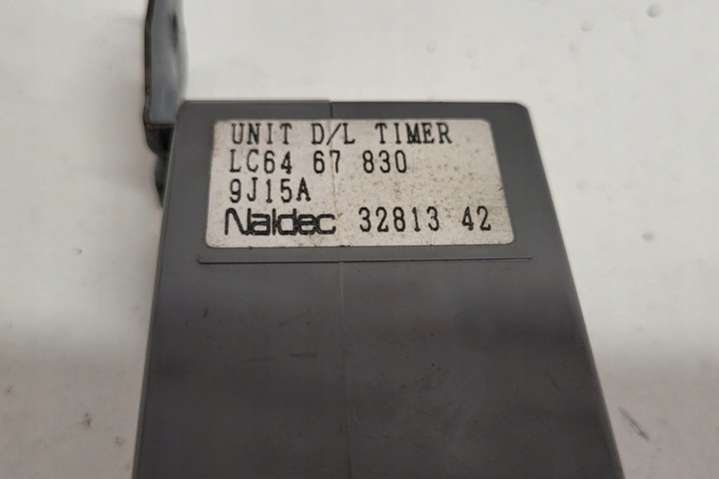 UNIT D/L TIMER
LC64 67 830
9J15A
Naldec 32813 42